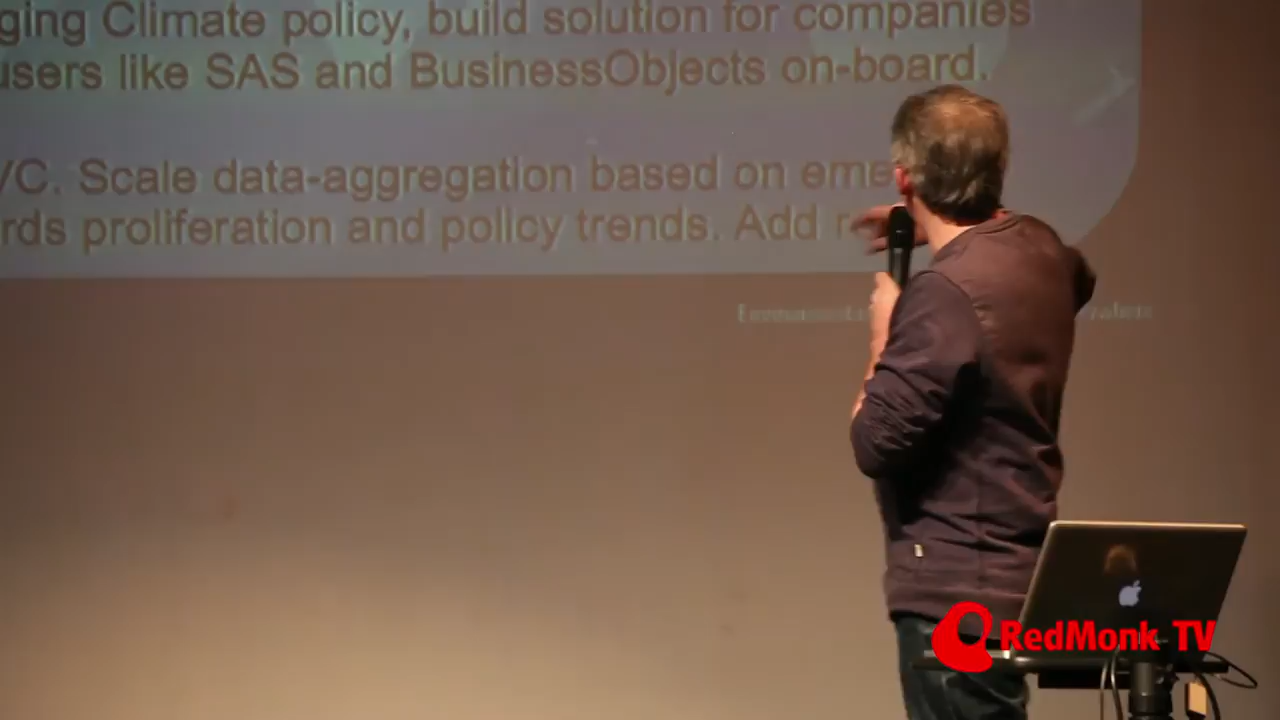 ging Climate policy, build solution for companies
users like SAS and BusinessObjects on-board.
VC. Scale data-aggregation based on eme
rds proliferation and policy trends. Add r
RedMonk TV